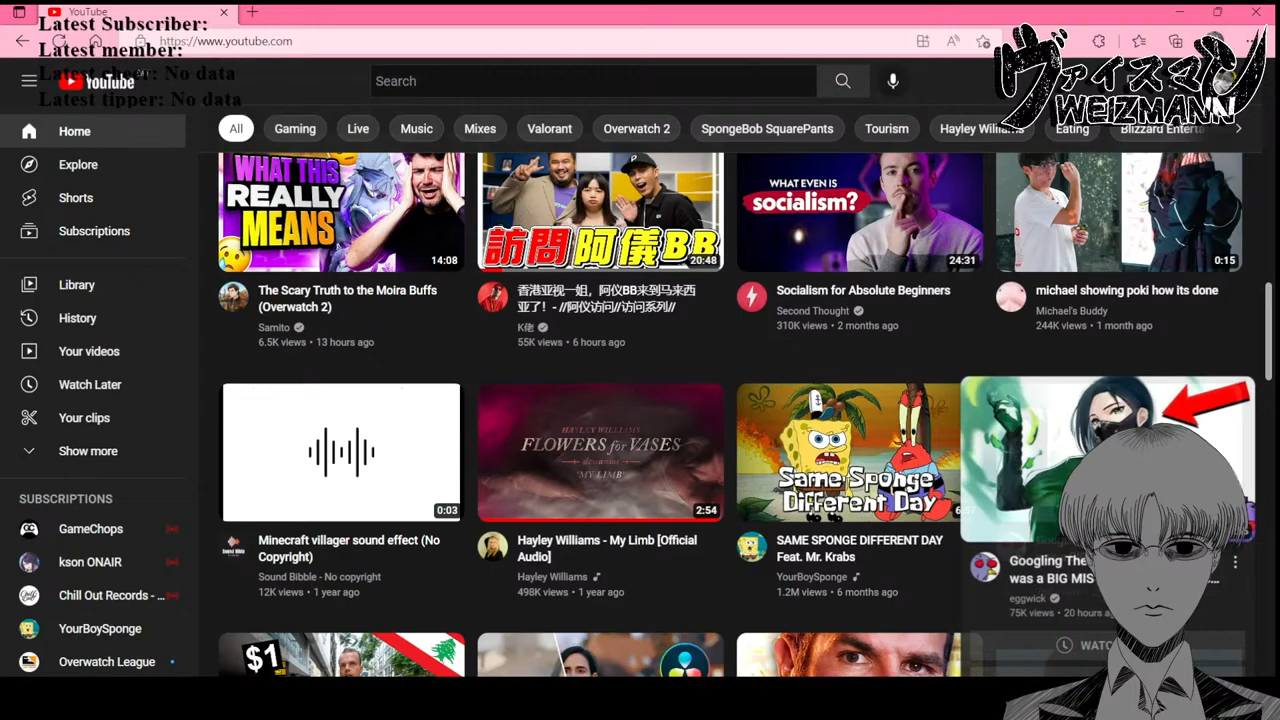 YouTube
Latest Subscriber:
https://www.youtube.com
Latest member:
Latest cheer: No data
YouTube
Latest tipper: No data
Search
ヴァイスマン
WEIZMANN
Home
Explore
Shorts
Subscriptions
Library
History
Your videos
Watch Later
Your clips
Show more
SUBSCRIPTIONS
GameChops
kson ONAIR
Chill Out Records - ...
YourBoySponge
Overwatch League
All
Gaming
Live
Music
Mixes
Valorant
Overwatch 2
SpongeBob SquarePants
Tourism
Hayley Williams
Eating
Blizzard Enterta
WHAT THIS
REALLY
MEANS
14:08
訪問阿儀BB
20:48
WHAT EVEN IS
socialism?
24:31
0:15
The Scary Truth to the Moira Buffs
(Overwatch 2)
Samito
6.5K views • 13 hours ago
香港亚视一姐，阿仪BB来到马来西
亚了！- //阿仪访问//访问系列//
K佬
55K views • 6 hours ago
Socialism for Absolute Beginners
Second Thought
310K views • 2 months ago
michael showing poki how its done
Michael's Buddy
244K views • 1 month ago
0:03
HAYLEY WILLIAMS
FLOWERS for VASES
descansos
'MY LIMB'
2:54
Same Sponge
Different Day
Minecraft villager sound effect (No
Copyright)
Sound Bibble - No copyright
12K views • 1 year ago
Hayley Williams - My Limb [Official
Audio]
Hayley Williams
498K views • 1 year ago
SAME SPONGE DIFFERENT DAY
Feat. Mr. Krabs
YourBoySponge
1.2M views • 6 months ago
Googling The
was a BIG MIS
eggwick
75K views • 20 hours ag
WATC
$1